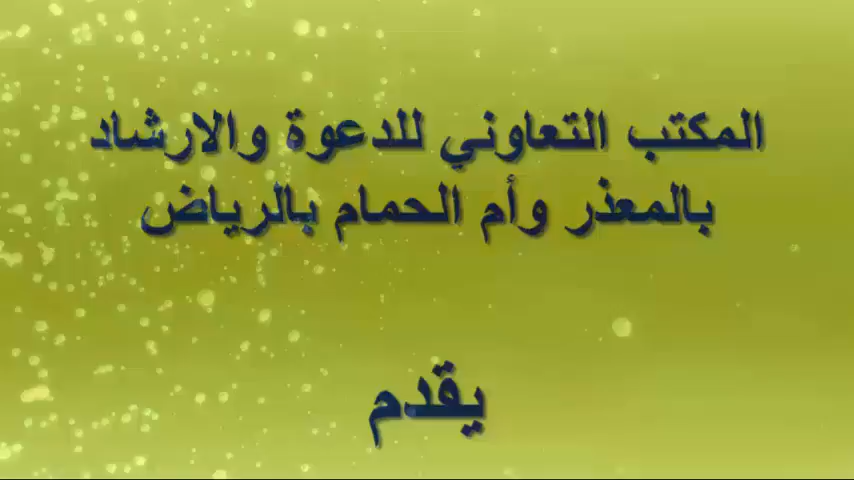 المكتب التعاوني للدعوة والارشاد
بالمعذر وأم الحمام بالرياض
يقدم